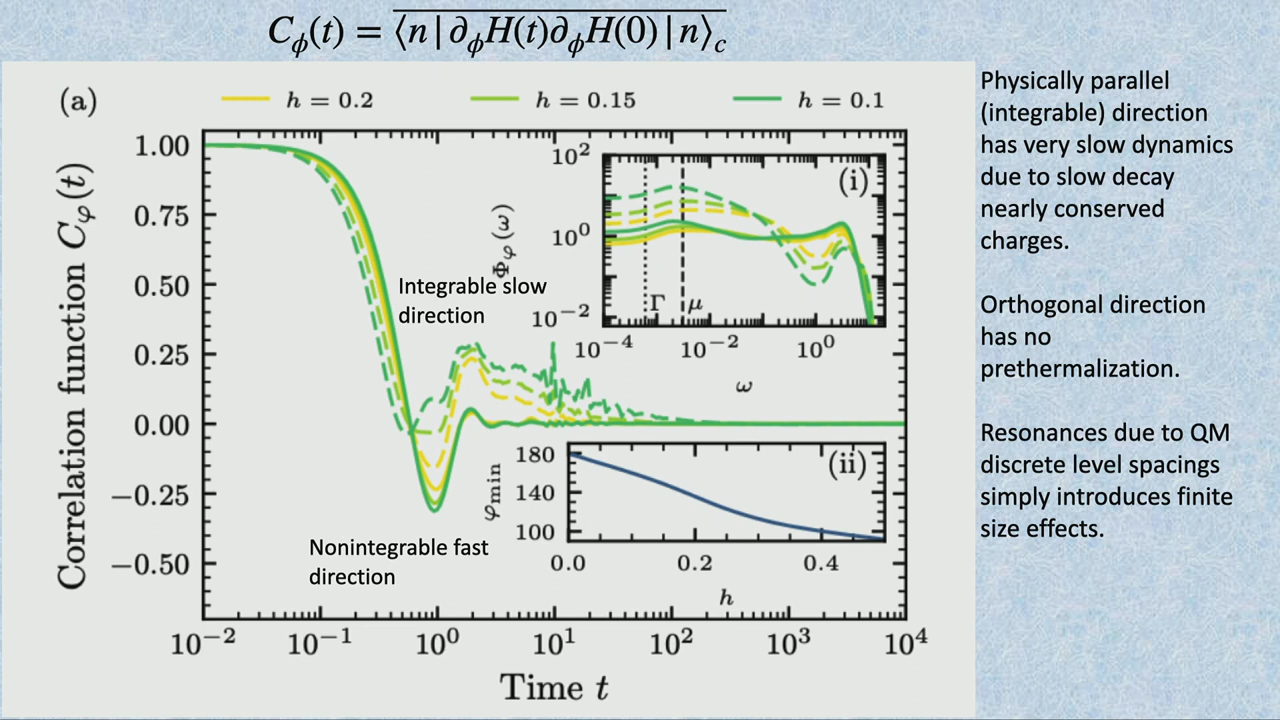 C_ϕ(t) = \overline{⟨n | ∂_ϕH(t)∂_ϕH(0) | n⟩_c}
(a)
h = 0.2
h = 0.15
h = 0.1
Correlation function C_φ(t)
1.00
0.75
0.50
0.25
0.00
−0.25
−0.50
10^−2
10^−1
10^0
10^1
10^2
10^3
10^4
Time t
Integrable slow
direction
Nonintegrable fast
direction
(i)
Φ_φ(ω)
10^2
10^0
10^−2
Γ
μ
10^−4
10^−2
10^0
ω
(ii)
φ_min
180
140
100
0.0
0.2
0.4
h
Physically parallel
(integrable) direction
has very slow dynamics
due to slow decay
nearly conserved
charges.
Orthogonal direction
has no
prethermalization.
Resonances due to QM
discrete level spacings
simply introduces finite
size effects.